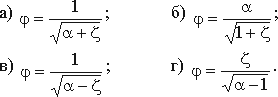 а) φ = 1/√(α + ζ); б) φ = α/√(1 + ζ);
в) φ = 1/√(α − ζ); г) φ = ζ/√(α − 1).